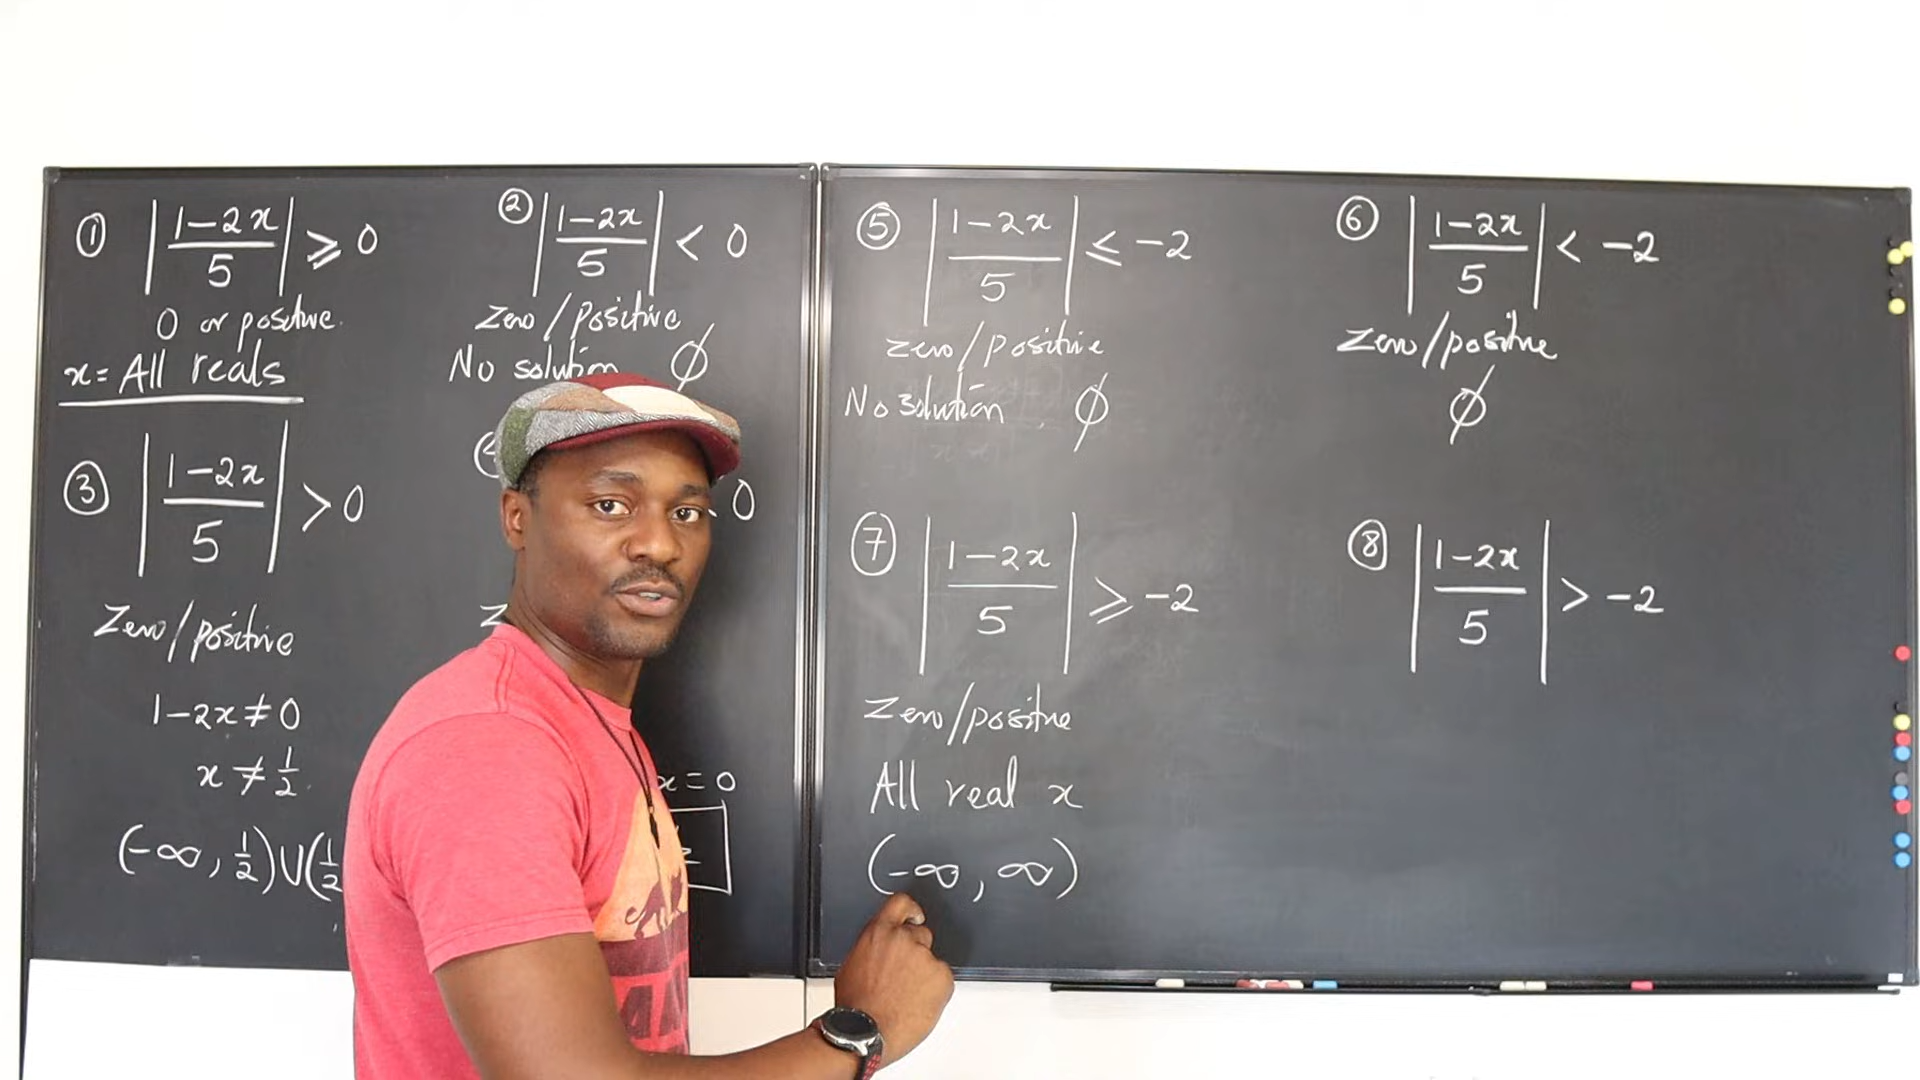 ① |(1-2x)/5| ⩾ 0
0 or positive.
x = All reals
② |(1-2x)/5| < 0
Zero/positive
No solution ∅
③ |(1-2x)/5| > 0
Zero/positive
1-2x ≠ 0
x ≠ 1/2.
(-∞, 1/2)U(1/2
0
x = 0
⑤ |(1-2x)/5| ≤ -2
Zero/positive
No solution, ∅
⑥ |(1-2x)/5| < -2
Zero/positive
∅
⑦ |(1-2x)/5| ⩾ -2
Zero/positive
All real x
(-∞, ∞)
⑧ |(1-2x)/5| > -2